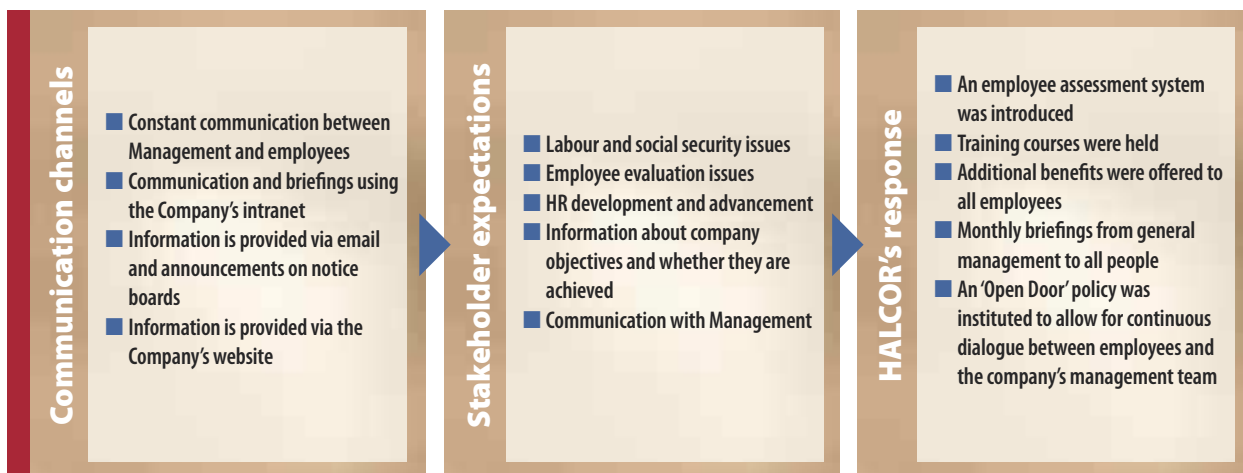 Communication channels
■ Constant communication between
Management and employees
■ Communication and briefings using
the Company's intranet
■ Information is provided via email
and announcements on notice
boards
■ Information is provided via the
Company's website
Stakeholder expectations
■ Labour and social security issues
■ Employee evaluation issues
■ HR development and advancement
■ Information about company
objectives and whether they are
achieved
■ Communication with Management
HALCOR's response
■ An employee assessment system
was introduced
■ Training courses were held
■ Additional benefits were offered to
all employees
■ Monthly briefings from general
management to all people
■ An ‘Open Door’ policy was
instituted to allow for continuous
dialogue between employees and
the company's management team